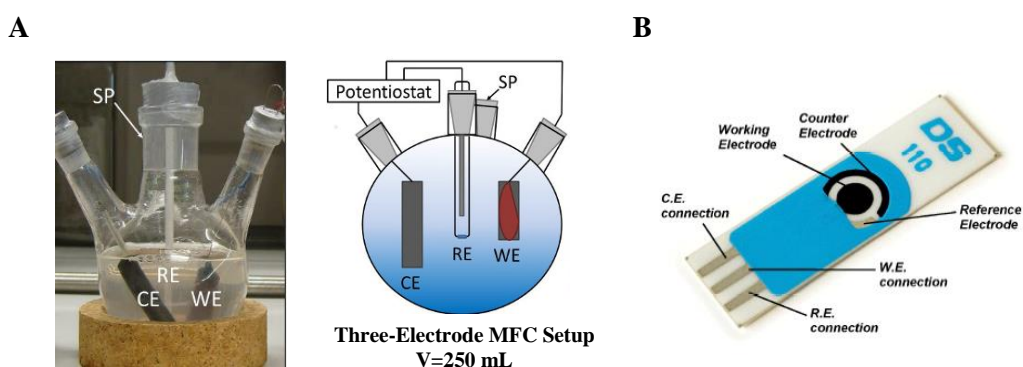 A
B
SP
RE
CE
WE
Potentiostat
SP
RE
WE
CE
Three-Electrode MFC Setup
V=250 mL
Counter
Electrode
Working
Electrode
DS
110
C.E.
connection
Reference
Electrode
W.E.
connection
R.E.
connection